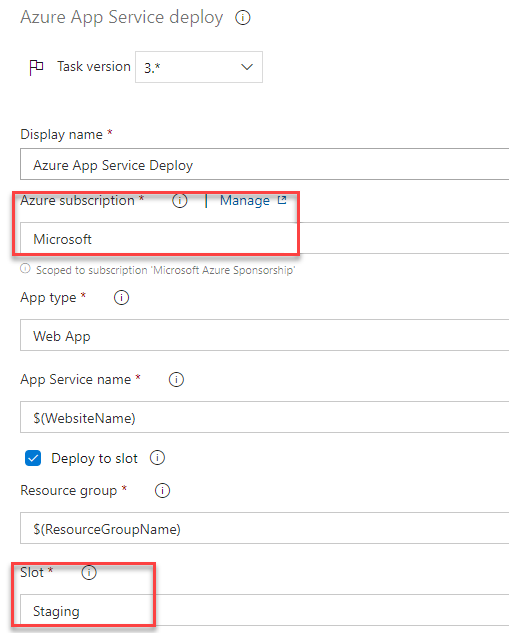 Azure App Service deploy
Task version 3.*
Display name *
Azure App Service Deploy
Azure subscription * | Manage
Microsoft
Scoped to subscription 'Microsoft Azure Sponsorship'
App type *
Web App
App Service name *
$(WebsiteName)
Deploy to slot
Resource group *
$(ResourceGroupName)
Slot *
Staging